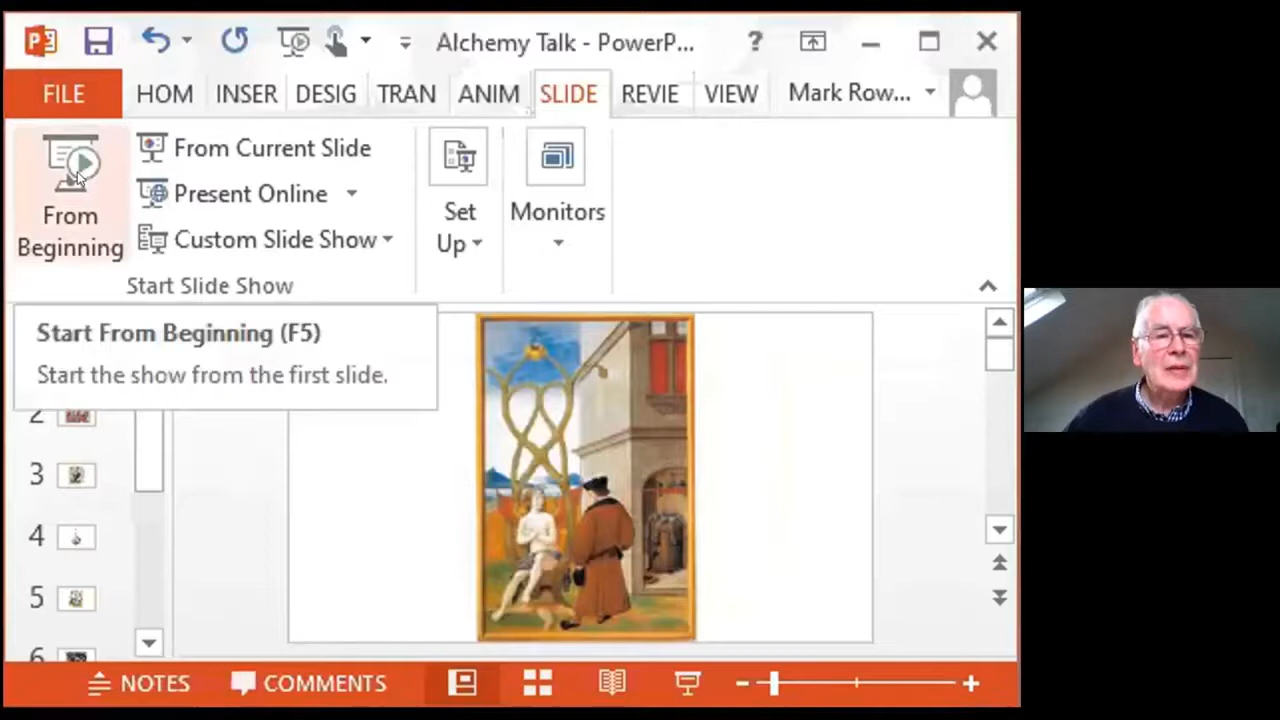 Alchemy Talk - PowerP... ?
FILE HOM INSER DESIG TRAN ANIM SLIDE REVIE VIEW Mark Row...
From Beginning
From Current Slide
Present Online
Custom Slide Show
Set Up
Monitors
Start Slide Show
Start From Beginning (F5)
Start the show from the first slide.
2
3
4
5
6
NOTES COMMENTS